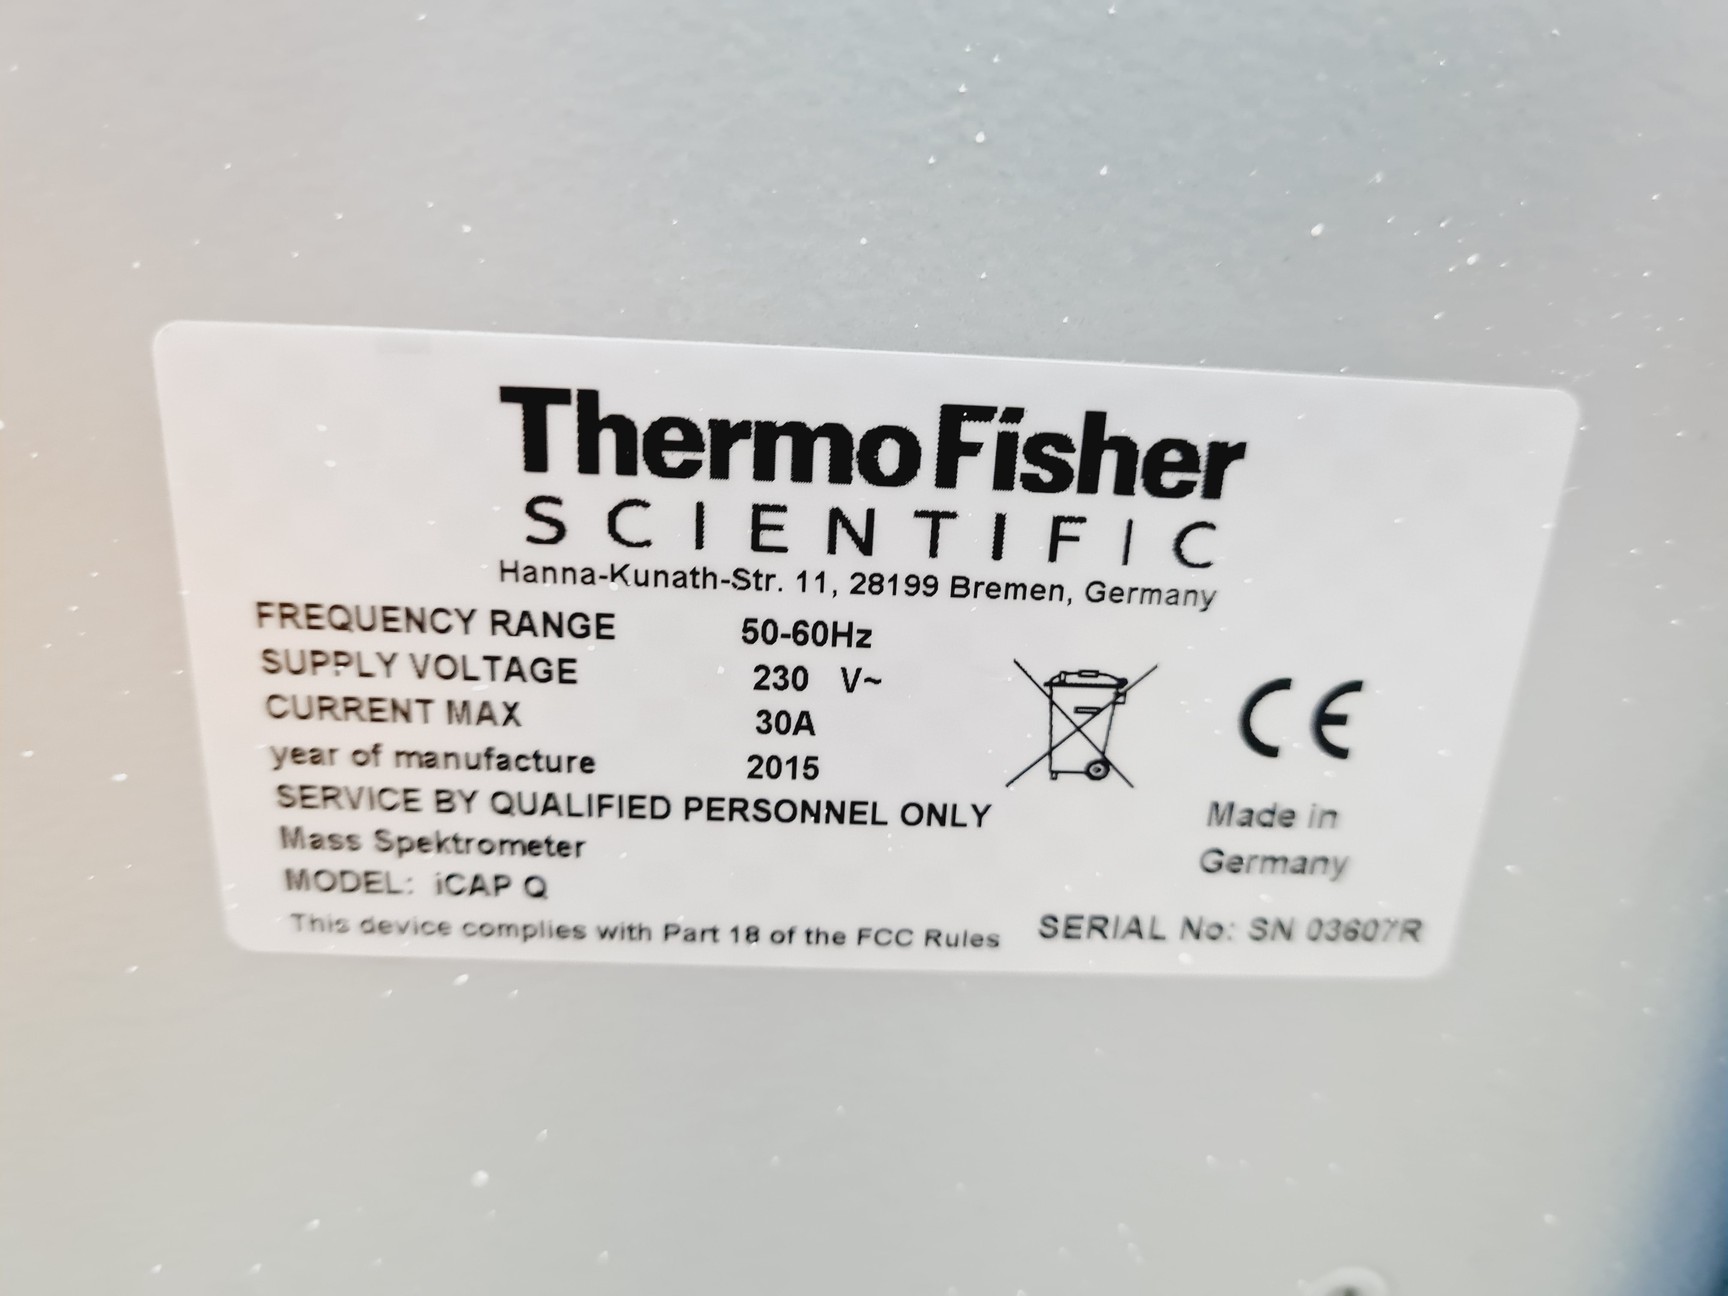 ThermoFisher
SCIENTIFIC
Hanna-Kunath-Str. 11, 28199 Bremen, Germany
FREQUENCY RANGE 50-60Hz
SUPPLY VOLTAGE 230 V~
CURRENT MAX 30A
year of manufacture 2015
SERVICE BY QUALIFIED PERSONNEL ONLY
Mass Spektrometer
MODEL: iCAP Q
This device complies with Part 18 of the FCC Rules
CE
Made in
Germany
SERIAL No: SN 03607R